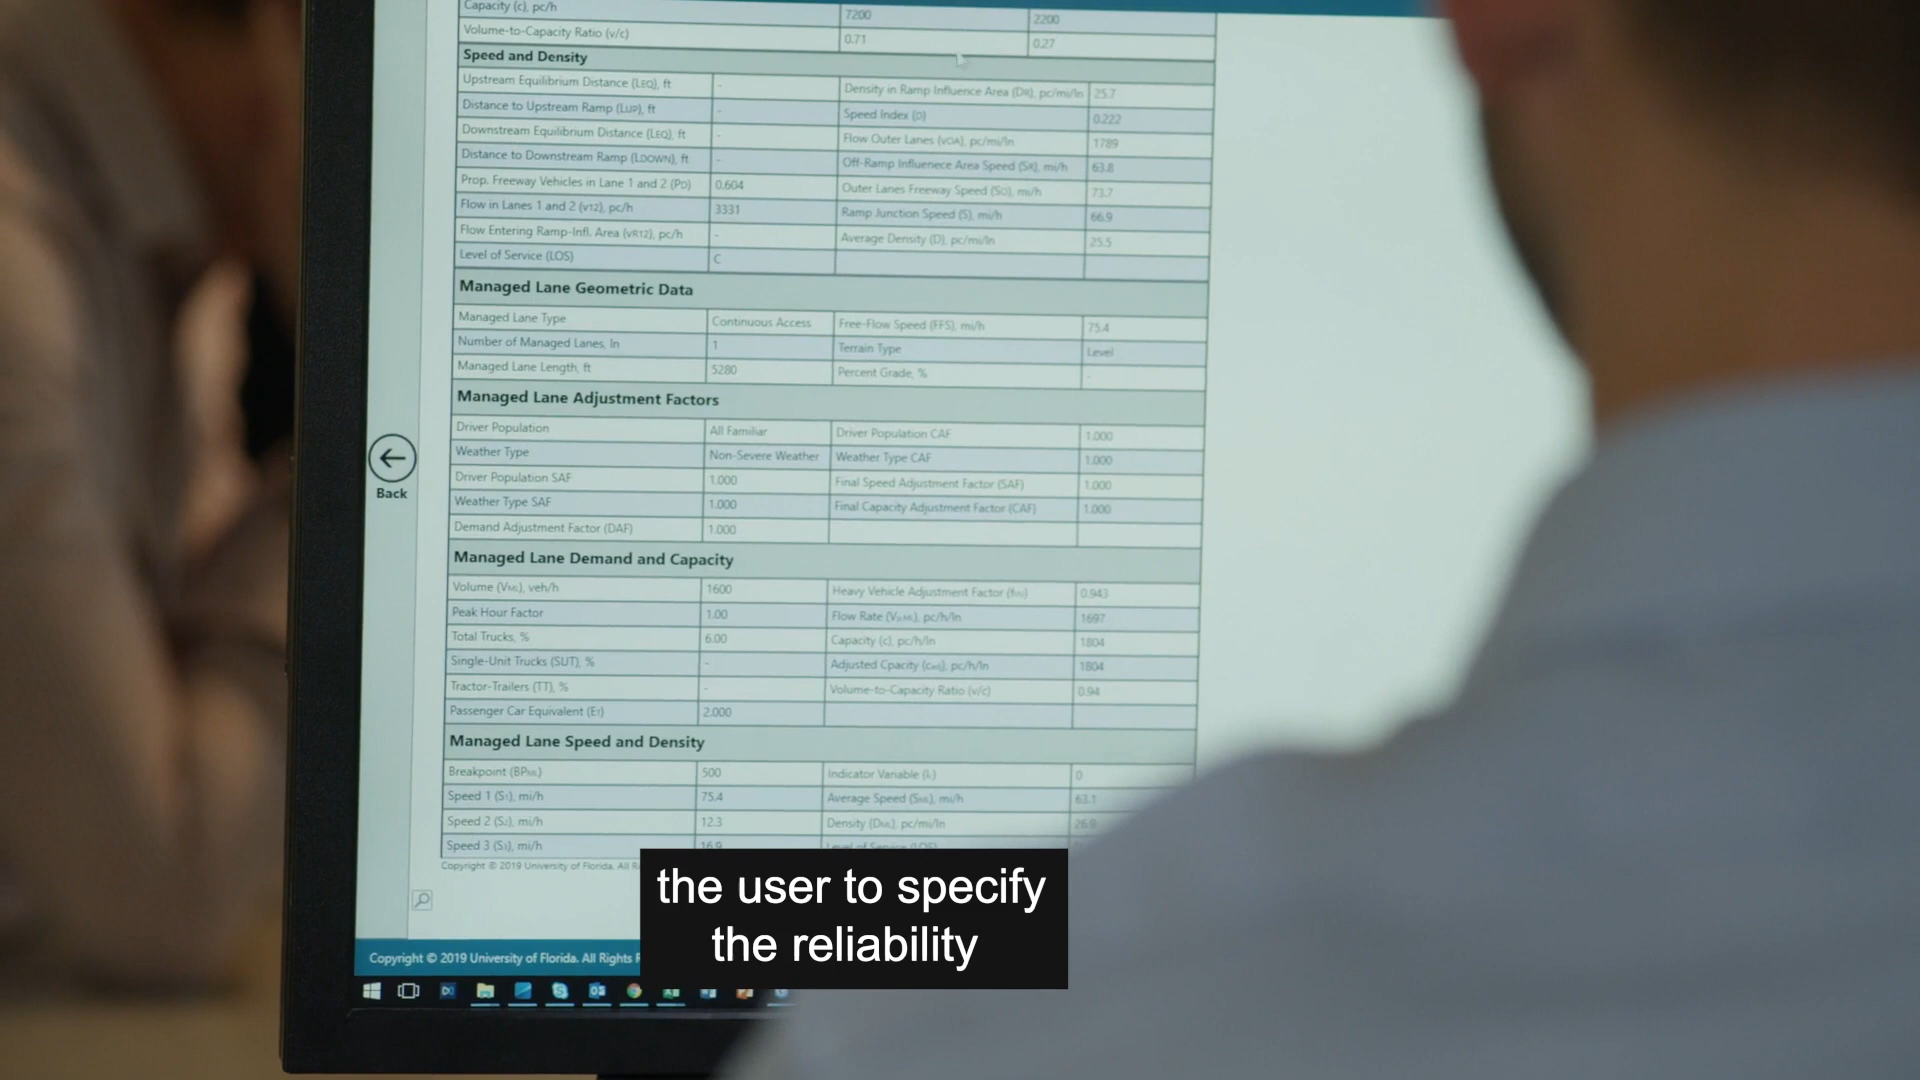 Capacity (c), pc/h 7200 2200
Volume-to-Capacity Ratio (v/c) 0.71 0.27
Speed and Density
Upstream Equilibrium Distance (LEQ), ft - Density in Ramp Influence Area (DR), pc/mi/ln 25.7
Distance to Upstream Ramp (LUP), ft - Speed Index (D) 0.222
Downstream Equilibrium Distance (LEQ), ft - Flow Outer Lanes (vOA), pc/mi/ln 1789
Distance to Downstream Ramp (LDOWN), ft - Off-Ramp Influenece Area Speed (SR), mi/h 63.8
Prop. Freeway Vehicles in Lane 1 and 2 (PD) 0.604 Outer Lanes Freeway Speed (SO), mi/h 73.7
Flow in Lanes 1 and 2 (v12), pc/h 3331 Ramp Junction Speed (S), mi/h 66.9
Flow Entering Ramp-Infl. Area (vR12), pc/h - Average Density (D), pc/mi/ln 25.5
Level of Service (LOS) C
Managed Lane Geometric Data
Managed Lane Type Continuous Access Free-Flow Speed (FFS), mi/h 75.4
Number of Managed Lanes, ln 1 Terrain Type Level
Managed Lane Length, ft 5280 Percent Grade, % -
Managed Lane Adjustment Factors
Driver Population All Familiar Driver Population CAF 1.000
Weather Type Non-Severe Weather Weather Type CAF 1.000
Driver Population SAF 1.000 Final Speed Adjustment Factor (SAF) 1.000
Weather Type SAF 1.000 Final Capacity Adjustment Factor (CAF) 1.000
Demand Adjustment Factor (DAF) 1.000
Managed Lane Demand and Capacity
Volume (VML), veh/h 1600 Heavy Vehicle Adjustment Factor (fHV) 0.943
Peak Hour Factor 1.00 Flow Rate pc/h/ln 1697
Total Trucks, % 6.00 Capacity (c), pc/h/ln 1804
Single-Unit Trucks (SUT), % - Adjusted Cpacity pc/h/ln 1804
Tractor-Trailers (TT), % - Volume-to-Capacity Ratio (v/c) 0.94
Passenger Car Equivalent (ET) 2.000
Managed Lane Speed and Density
Breakpoint (BPML) 500 Indicator Variable 0
Speed 1 (S1), mi/h 75.4 Average Speed (SML), mi/h 63.1
Speed 2 (S2), mi/h 12.3 Density (DML), pc/mi/ln 26.9
Speed 3 (S3), mi/h 16.9 Level of Service (LOS)
Copyright © 2019 University of Florida. All
Back
Copyright © 2019 University of Florida. All Rights
the user to specify
the reliability